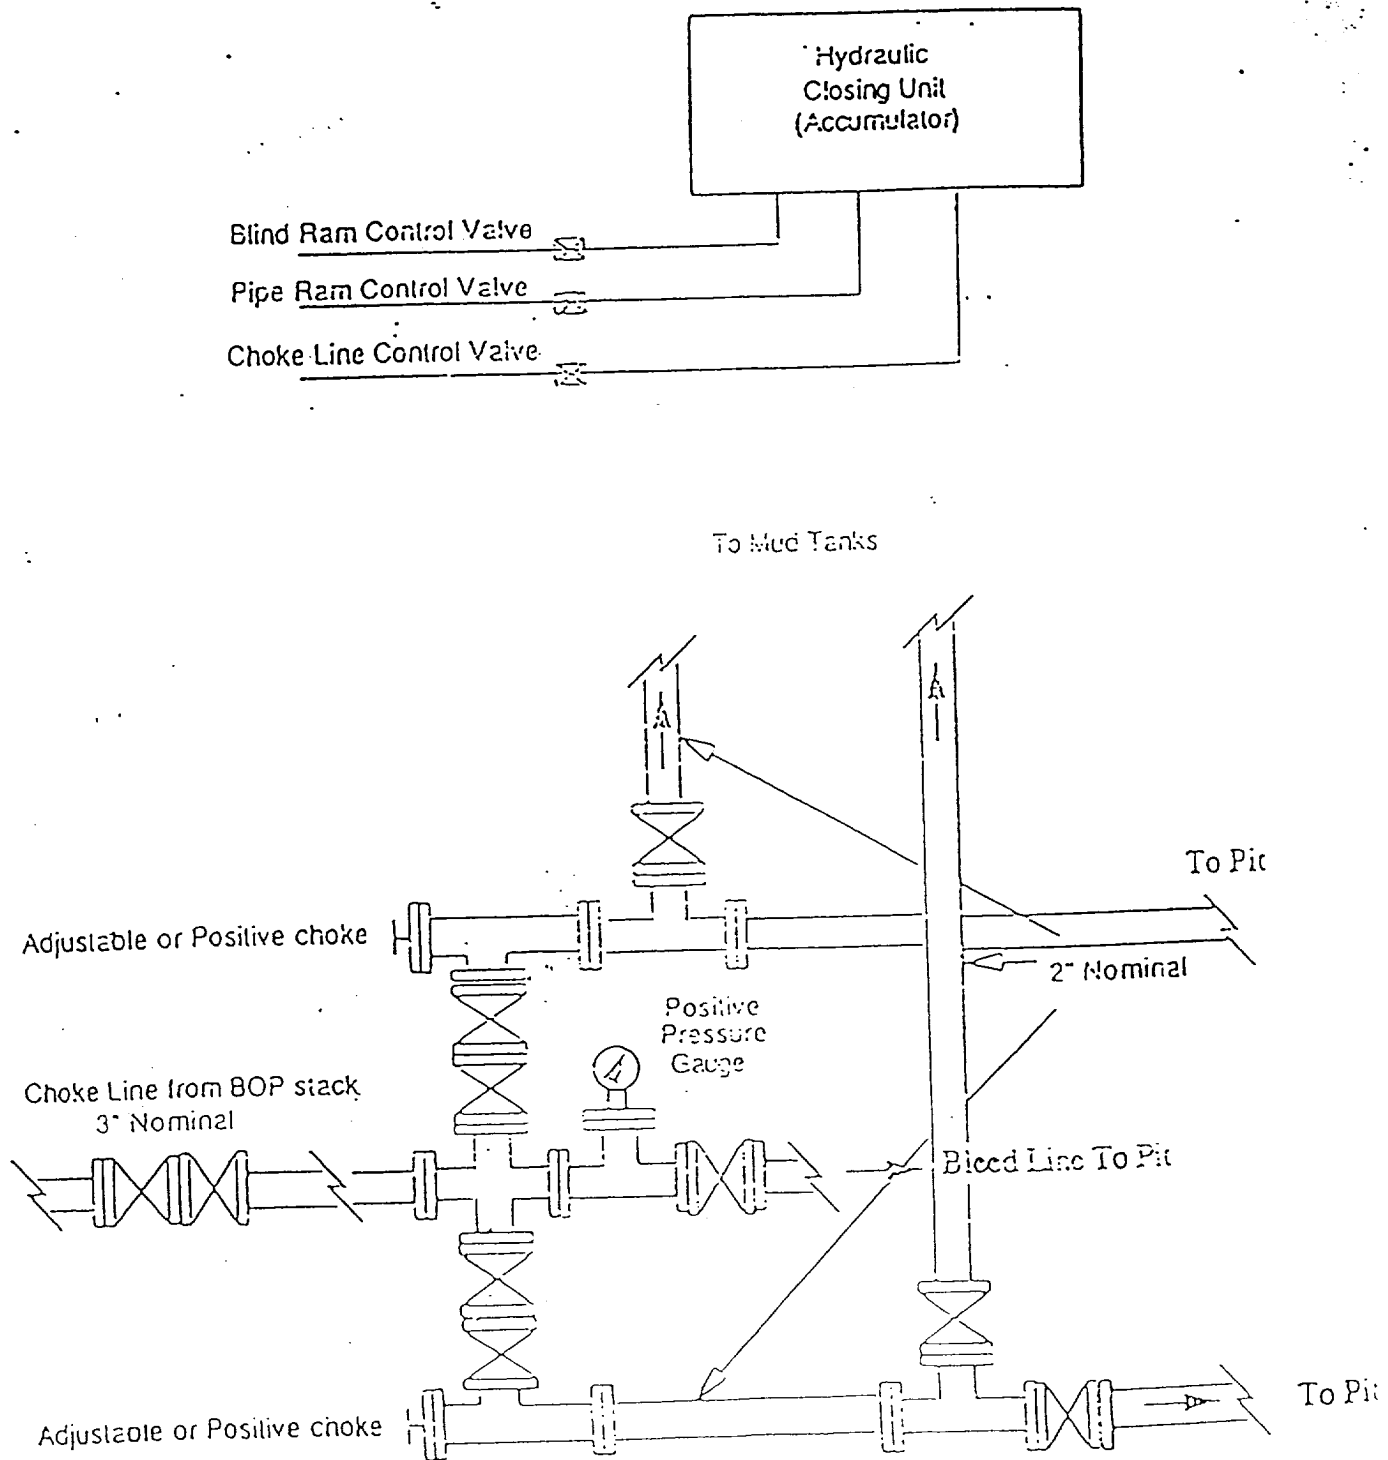 Hydraulic
Closing Unit
(Accumulator)
Blind Ram Control Valve
Pipe Ram Control Valve
Choke Line Control Valve
To Mud Tanks
To Pit
Adjustable or Positive choke
2" Nominal
Positive
Pressure
Gauge
Choke Line from BOP stack
3" Nominal
Bleed Line To Pit
To Pit
Adjustable or Positive choke